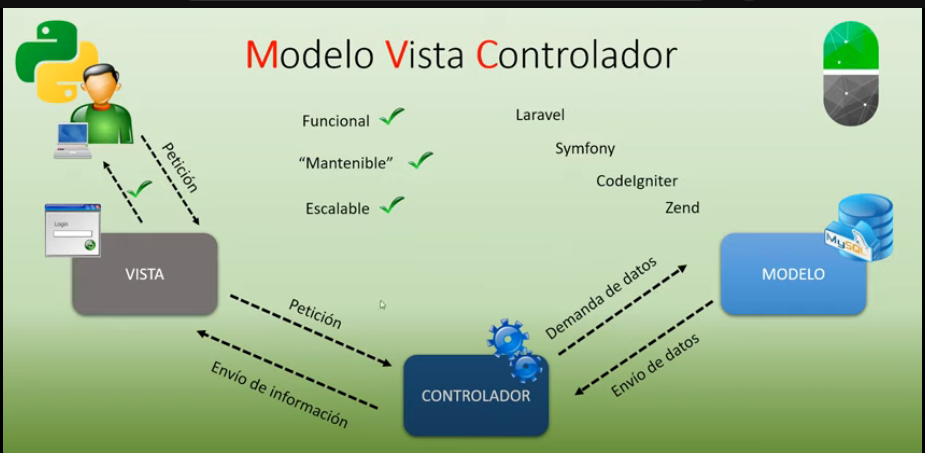 Modelo Vista Controlador
Funcional
Laravel
"Mantenible"
Symfony
CodeIgniter
Escalable
Zend
Petición
Login
VISTA
MySQL
MODELO
Petición
Demanda de datos
Envío de información
Envío de datos
CONTROLADOR